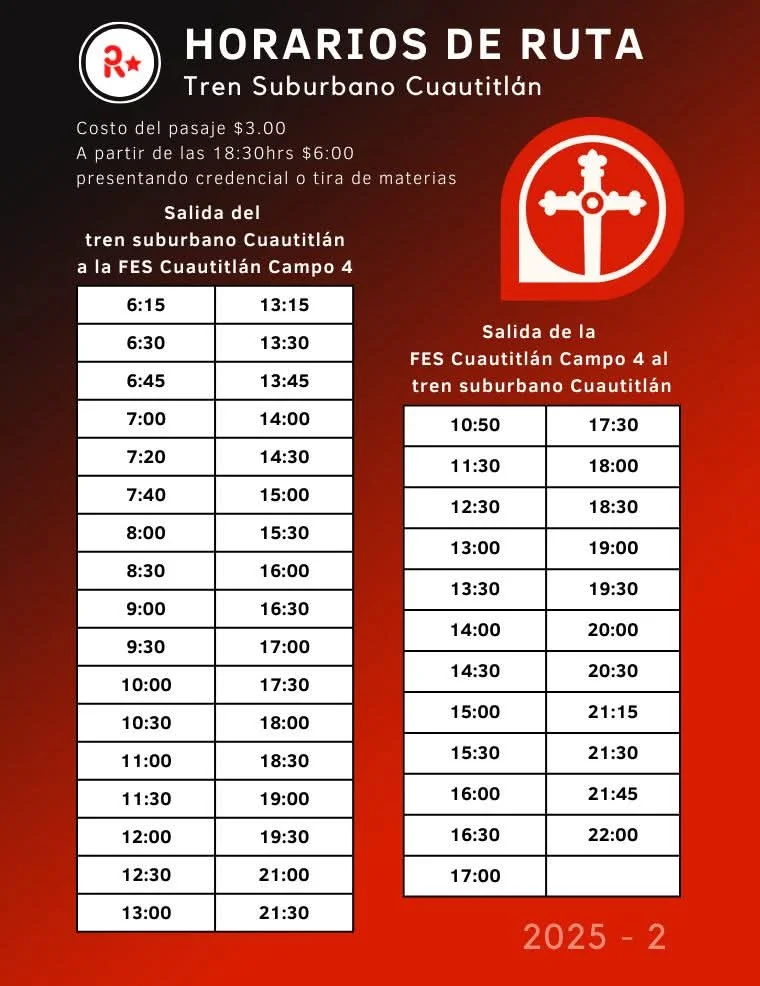 HORARIOS DE RUTA
Tren Suburbano Cuautitlán
Costo del pasaje $3.00
A partir de las 18:30hrs $6:00
presentando credencial o tira de materias
Salida del
tren suburbano Cuautitlán
a la FES Cuautitlán Campo 4
6:15 13:15
6:30 13:30
6:45 13:45
7:00 14:00
7:20 14:30
7:40 15:00
8:00 15:30
8:30 16:00
9:00 16:30
9:30 17:00
10:00 17:30
10:30 18:00
11:00 18:30
11:30 19:00
12:00 19:30
12:30 21:00
13:00 21:30
Salida de la
FES Cuautitlán Campo 4 al
tren suburbano Cuautitlán
10:50 17:30
11:30 18:00
12:30 18:30
13:00 19:00
13:30 19:30
14:00 20:00
14:30 20:30
15:00 21:15
15:30 21:30
16:00 21:45
16:30 22:00
17:00
2025 - 2